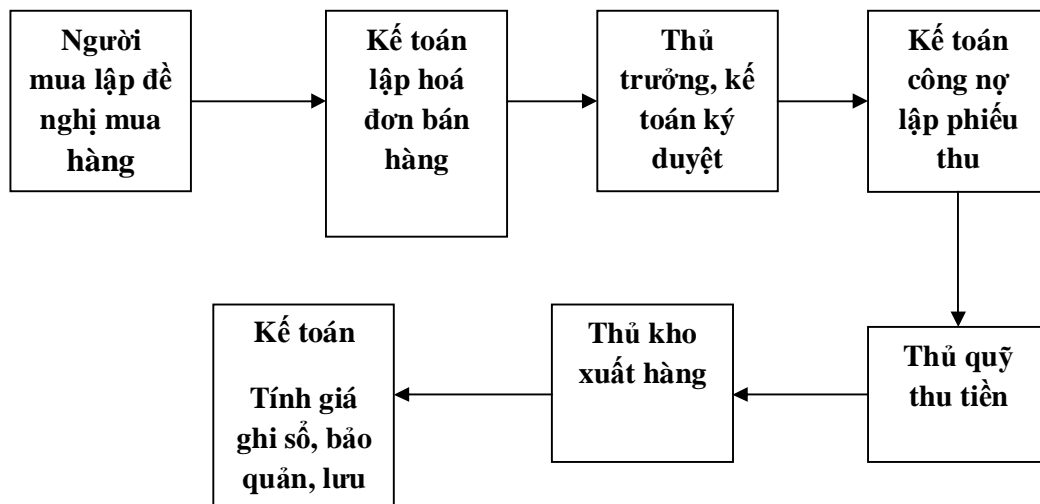 Người
mua lập đề
nghị mua
hàng
Kế toán
lập hoá
đơn bán
hàng
Thủ
trưởng, kế
toán ký
duyệt
Kế toán
công nợ
lập phiếu
thu
Thủ quỹ
thu tiền
Thủ kho
xuất hàng
Kế toán
Tính giá
ghi sổ, bảo
quản, lưu